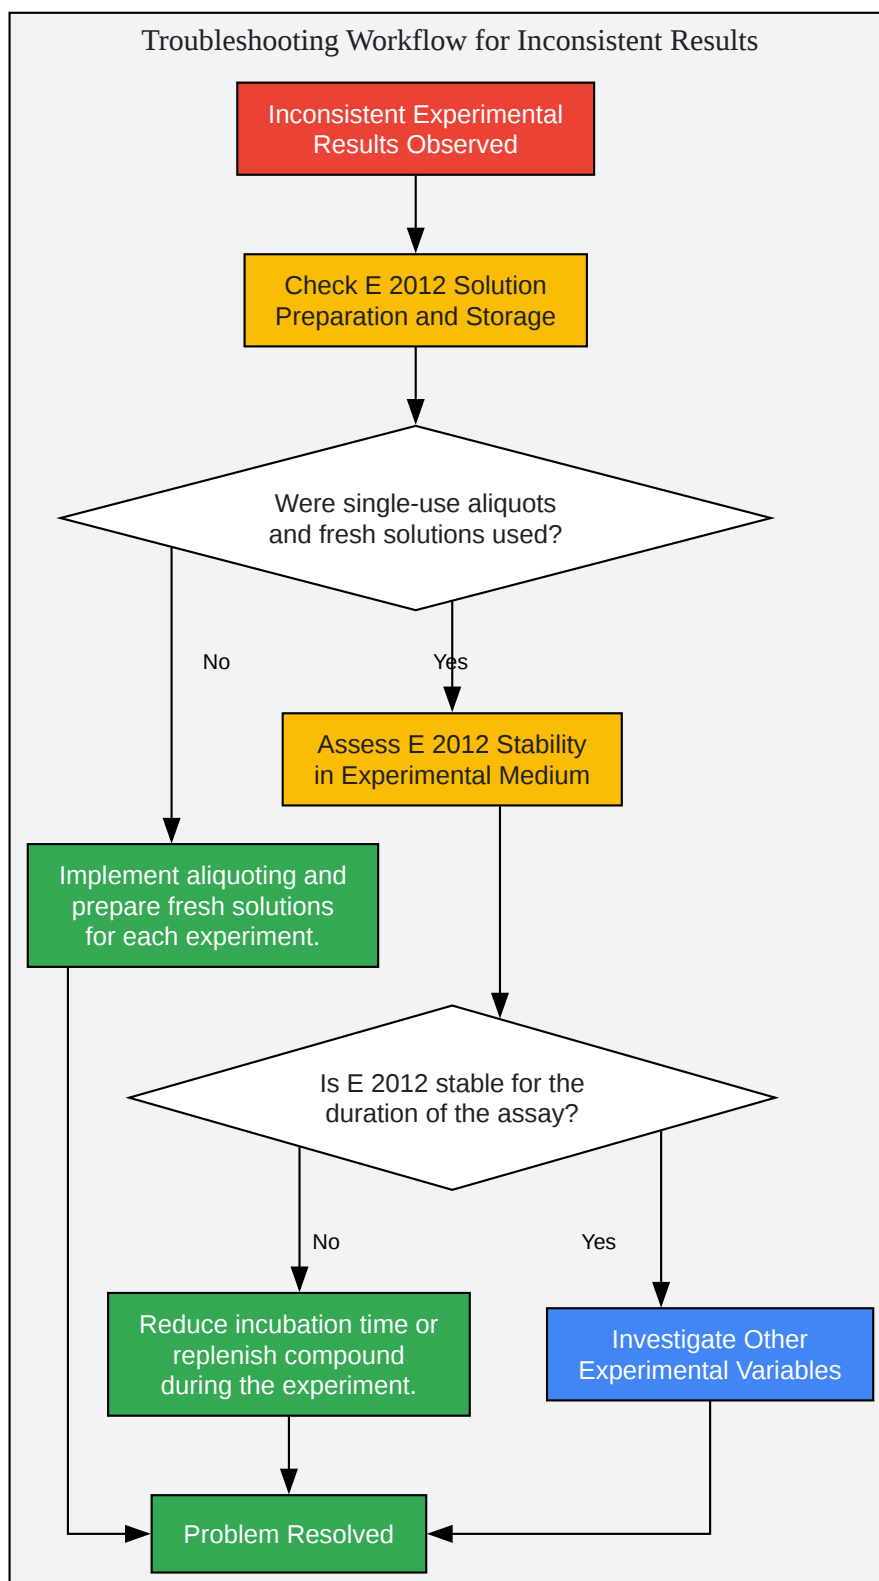 Troubleshooting Workflow for Inconsistent Results
Inconsistent Experimental
Results Observed
Check E 2012 Solution
Preparation and Storage
Were single-use aliquots
and fresh solutions used?
No
Yes
Assess E 2012 Stability
in Experimental Medium
Implement aliquoting and
prepare fresh solutions
for each experiment.
Is E 2012 stable for the
duration of the assay?
No
Yes
Reduce incubation time or
replenish compound
during the experiment.
Investigate Other
Experimental Variables
Problem Resolved